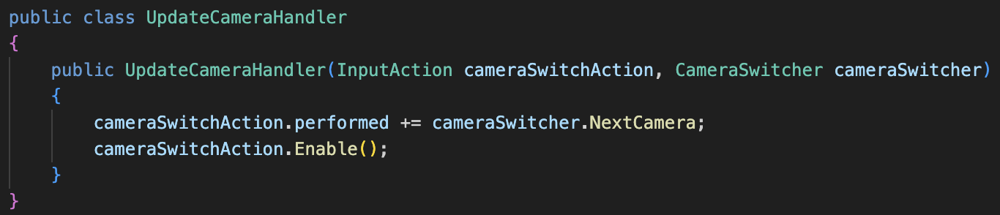 public class UpdateCameraHandler
{
    public UpdateCameraHandler(InputAction cameraSwitchAction, CameraSwitcher cameraSwitcher)
    {
        cameraSwitchAction.performed += cameraSwitcher.NextCamera;
        cameraSwitchAction.Enable();
    }
}